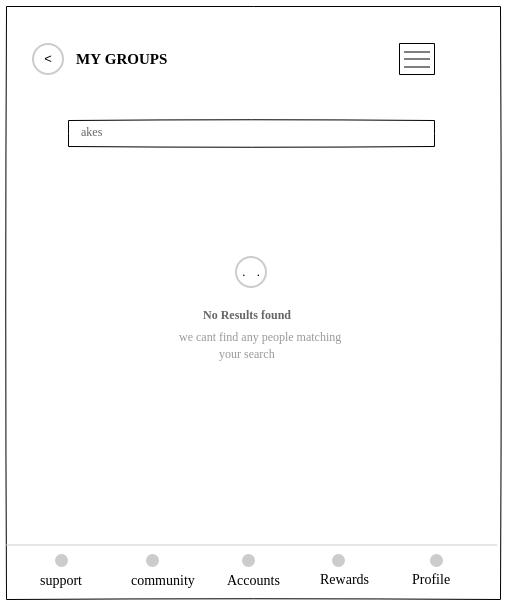 < MY GROUPS
akes
. .
No Results found
we cant find any people matching
your search
support community Accounts Rewards Profile